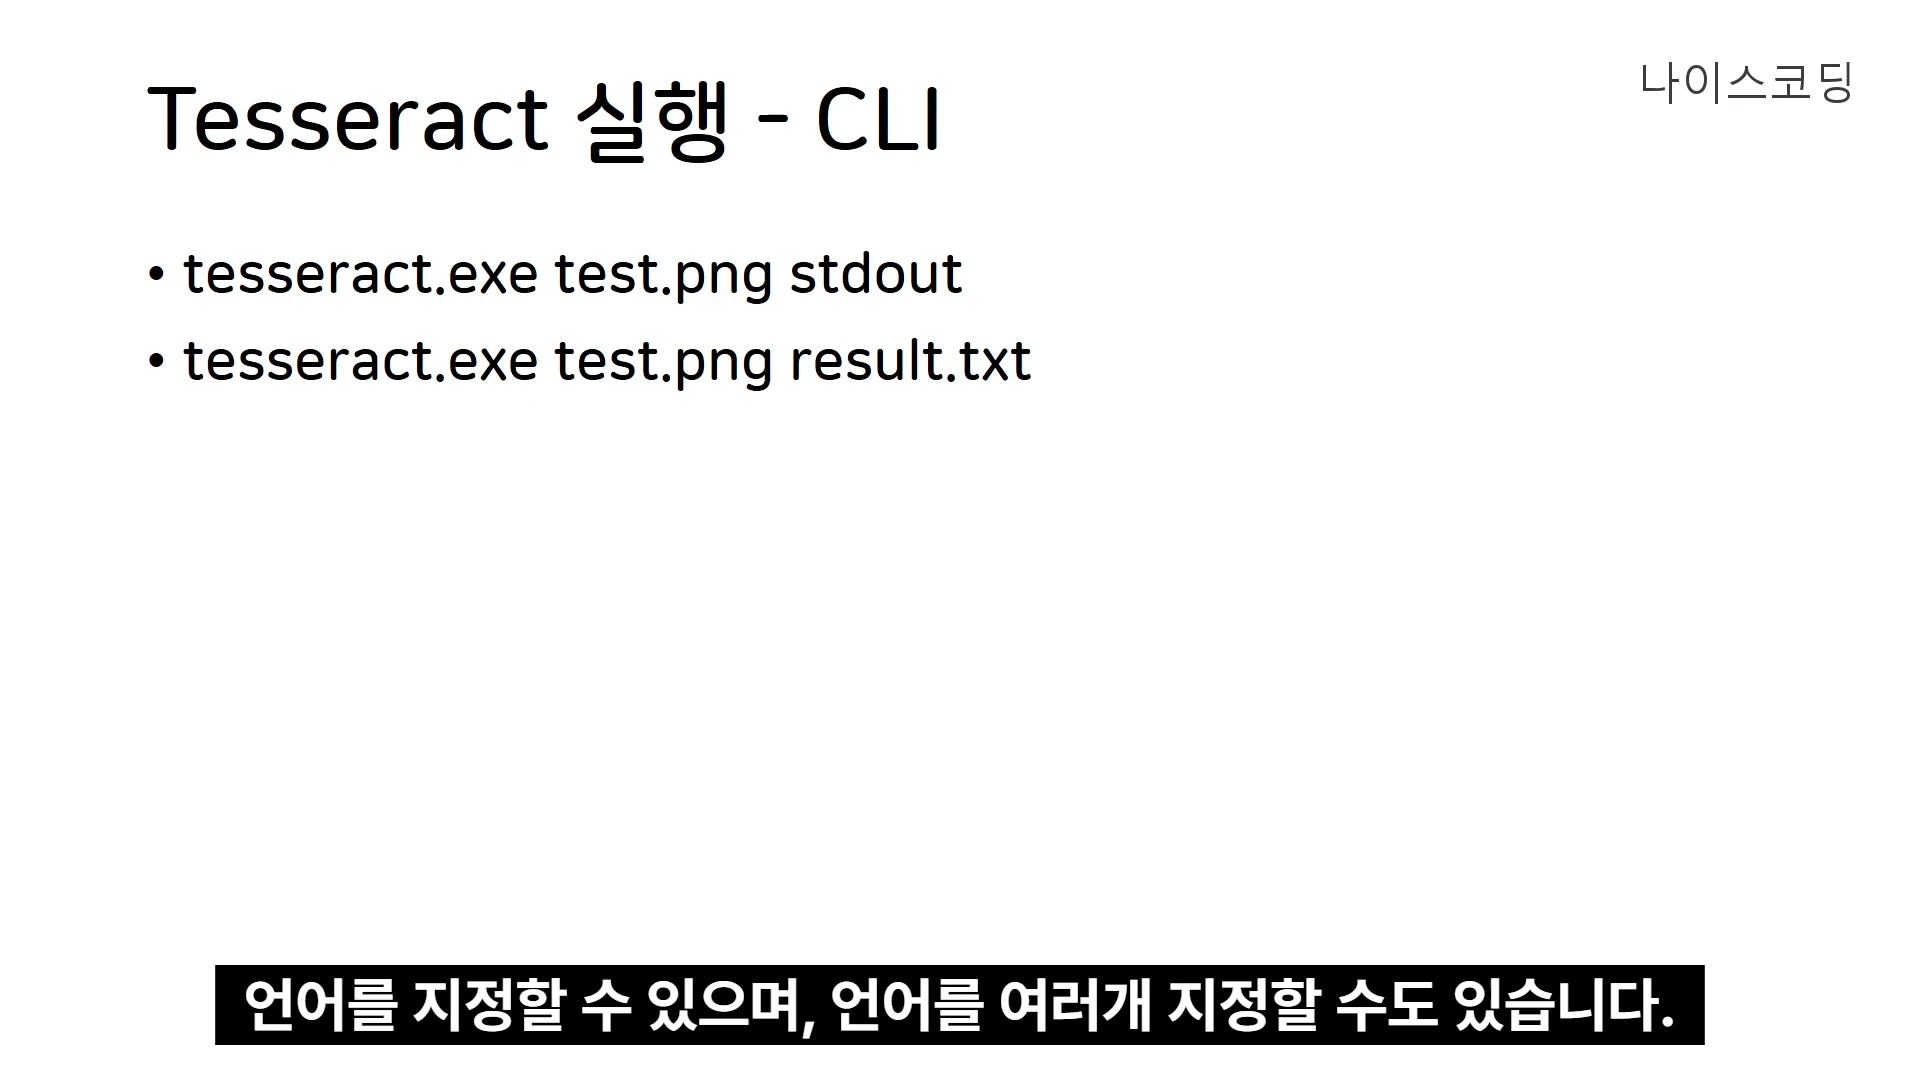 나이스코딩
Tesseract 실행 - CLI
• tesseract.exe test.png stdout
• tesseract.exe test.png result.txt
언어를 지정할 수 있으며, 언어를 여러개 지정할 수도 있습니다.